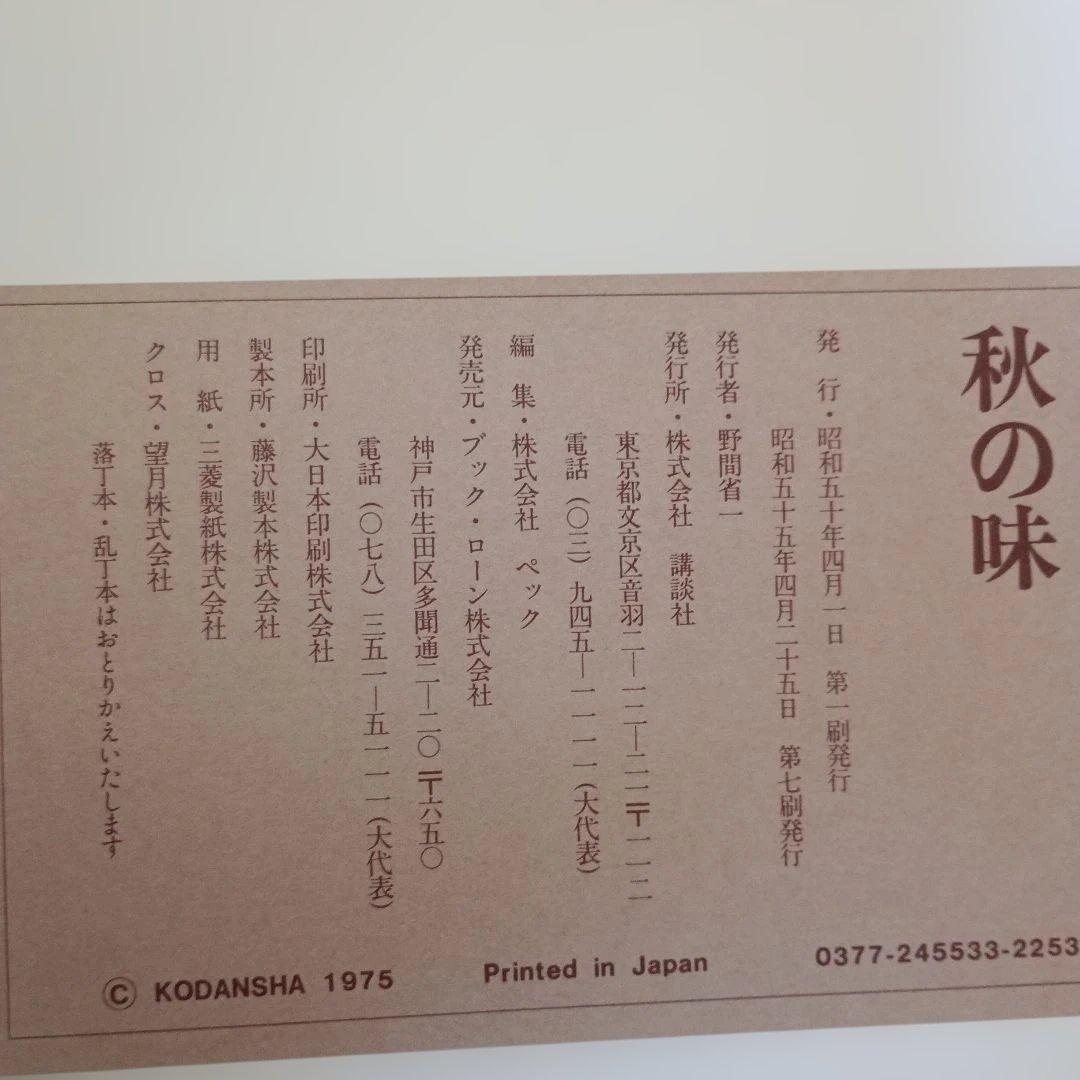 秋の味
発　行・昭和五十年四月一日　第一刷発行
昭和五十五年四月二十五日　第七刷発行
発行者・野間省一
発行所・株式会社　講談社
東京都文京区音羽二—一二—二一〒一一二
電話（〇三）九四五—一一一一（大代表）
編　集・株式会社　ペック
発売元・ブック・ローン株式会社
神戸市生田区多聞通二—二〇〒六五〇
電話（〇七八）三五一—五一一一（大代表）
印刷所・大日本印刷株式会社
製本所・藤沢製本株式会社
用　紙・三菱製紙株式会社
クロス・望月株式会社
落丁本・乱丁本はおとりかえいたします
© KODANSHA 1975
Printed in Japan
0377-245533-2253